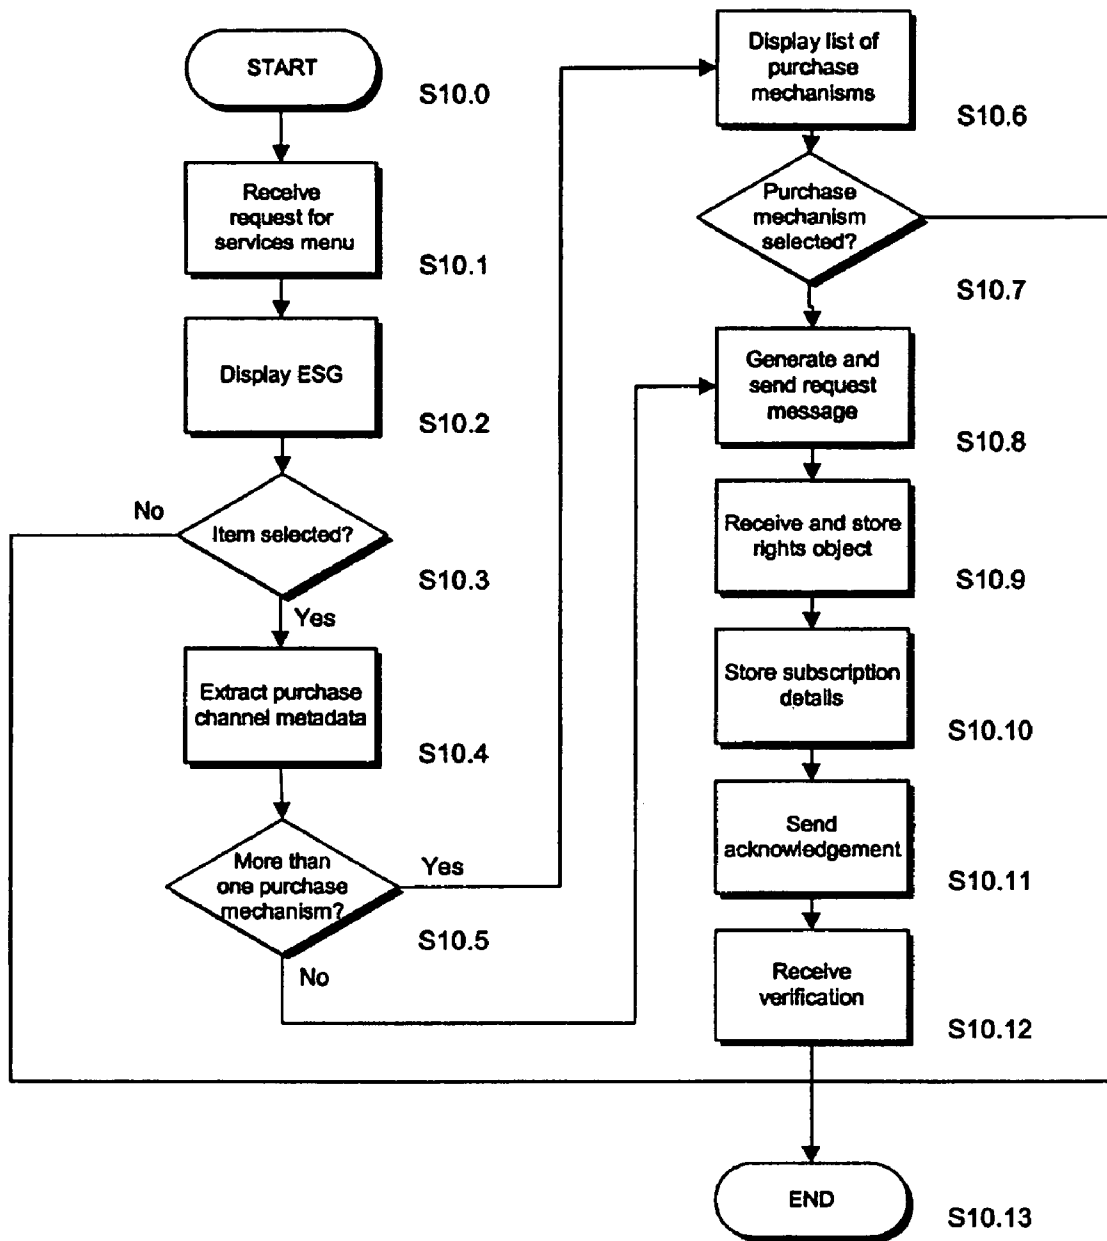 START
S10.0
Receive
request for
services menu
S10.1
Display ESG
S10.2
No
Item selected?
S10.3
Yes
Extract purchase
channel metadata
S10.4
More than
one purchase
mechanism?
Yes
S10.5
No
Display list of
purchase
mechanisms
S10.6
Purchase
mechanism
selected?
S10.7
Generate and
send request
message
S10.8
Receive and store
rights object
S10.9
Store subscription
details
S10.10
Send
acknowledgement
S10.11
Receive
verification
S10.12
END
S10.13